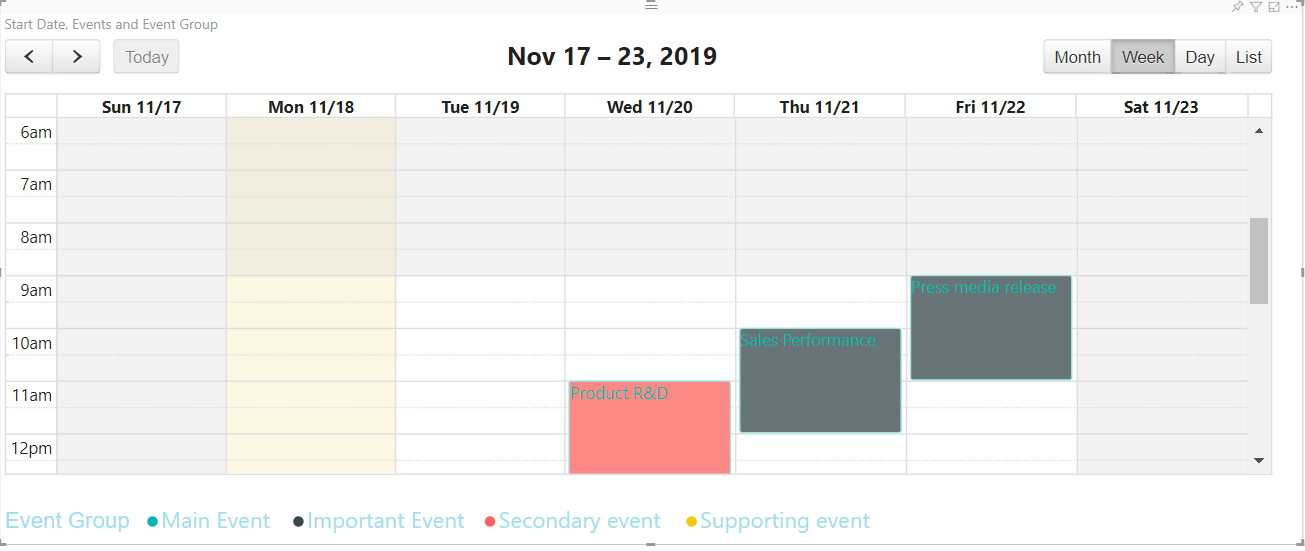 Start Date, Events and Event Group
Today
Nov 17 – 23, 2019
Month Week Day List
Sun 11/17 Mon 11/18 Tue 11/19 Wed 11/20 Thu 11/21 Fri 11/22 Sat 11/23
6am
7am
8am
9am Press media release
10am Sales Performance
11am Product R&D
12pm
Event Group Main Event Important Event Secondary event Supporting event